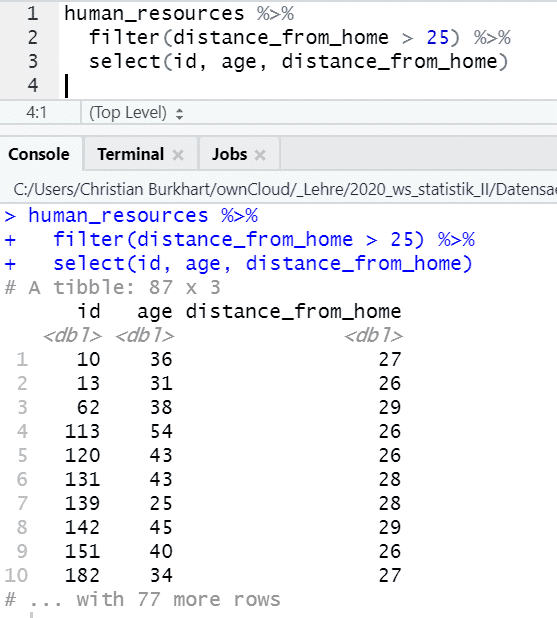 1 human_resources %>%
2   filter(distance_from_home > 25) %>%
3   select(id, age, distance_from_home)
4
4:1 (Top Level)
Console Terminal Jobs
C:/Users/Christian Burkhart/ownCloud/_Lehre/2020_ws_statistik_II/Datensae
> human_resources %>%
+   filter(distance_from_home > 25) %>%
+   select(id, age, distance_from_home)
# A tibble: 87 x 3
      id   age distance_from_home
   <dbl> <dbl>              <dbl>
 1    10    36                 27
 2    13    31                 26
 3    62    38                 29
 4   113    54                 26
 5   120    43                 26
 6   131    43                 28
 7   139    25                 28
 8   142    45                 29
 9   151    40                 26
10   182    34                 27
# ... with 77 more rows